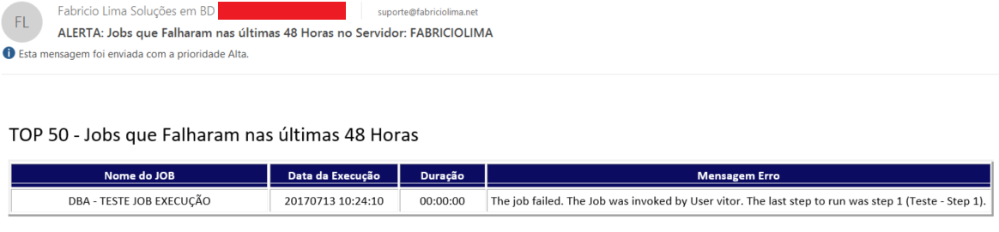 FL
Fabricio Lima Soluções em BD
suporte@fabriciolima.net
ALERTA: Jobs que Falharam nas últimas 48 Horas no Servidor: FABRICIOLIMA
i Esta mensagem foi enviada com a prioridade Alta.
TOP 50 - Jobs que Falharam nas últimas 48 Horas
Nome do JOB Data da Execução Duração Mensagem Erro
DBA - TESTE JOB EXECUÇÃO 20170713 10:24:10 00:00:00 The job failed. The Job was invoked by User vitor. The last step to run was step 1 (Teste - Step 1).